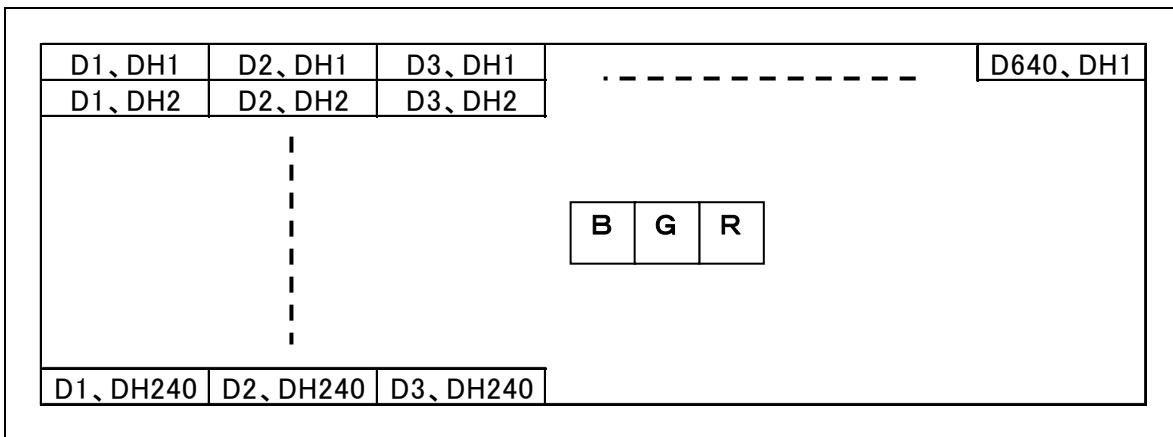 D1、DH1 D2、DH1 D3、DH1 D640、DH1
D1、DH2 D2、DH2 D3、DH2
B G R
D1、DH240 D2、DH240 D3、DH240